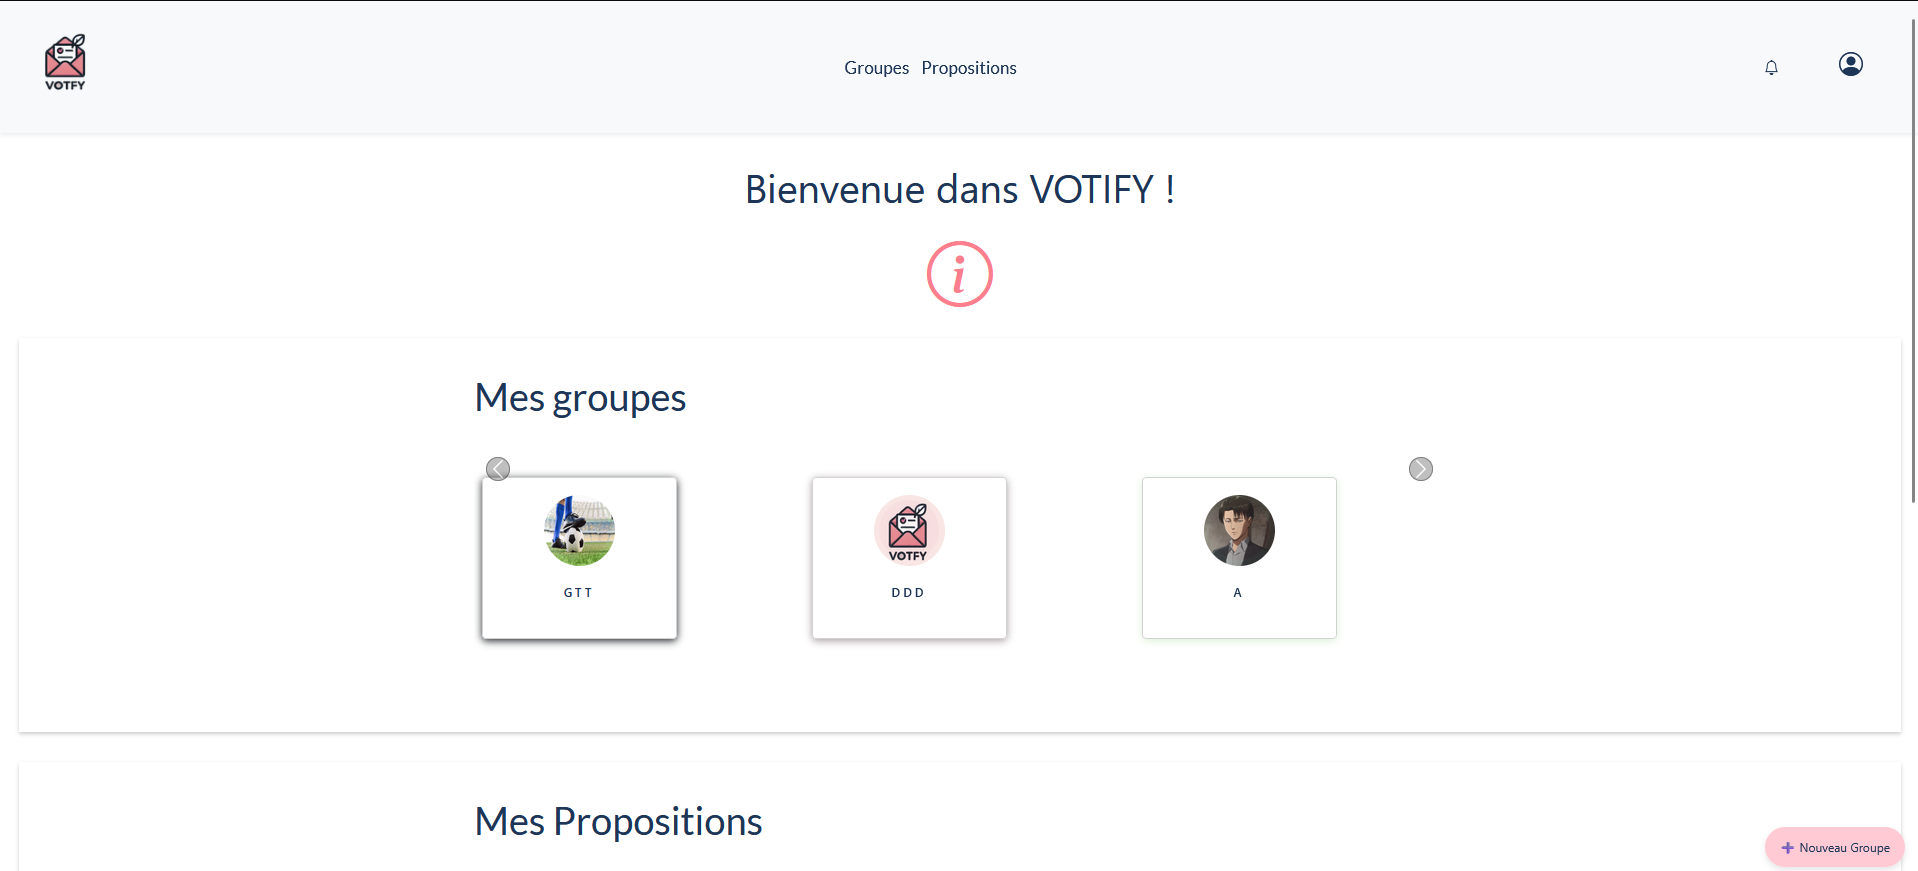 VOTFY
Groupes Propositions
Bienvenue dans VOTIFY !
i
Mes groupes
VOTFY
GTT
DDD
A
Mes Propositions
+ Nouveau Groupe